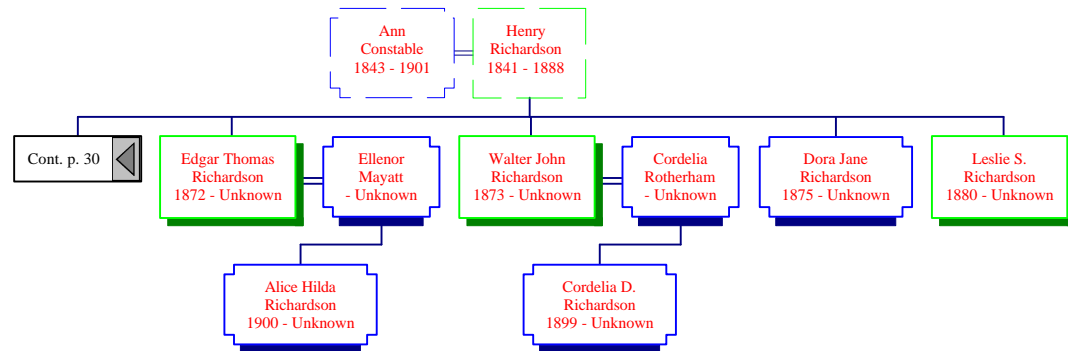 Ann
Constable
1843 - 1901
Henry
Richardson
1841 - 1888
Cont. p. 30
Edgar Thomas
Richardson
1872 - Unknown
Ellenor
Mayatt
- Unknown
Walter John
Richardson
1873 - Unknown
Cordelia
Rotherham
- Unknown
Dora Jane
Richardson
1875 - Unknown
Leslie S.
Richardson
1880 - Unknown
Alice Hilda
Richardson
1900 - Unknown
Cordelia D.
Richardson
1899 - Unknown